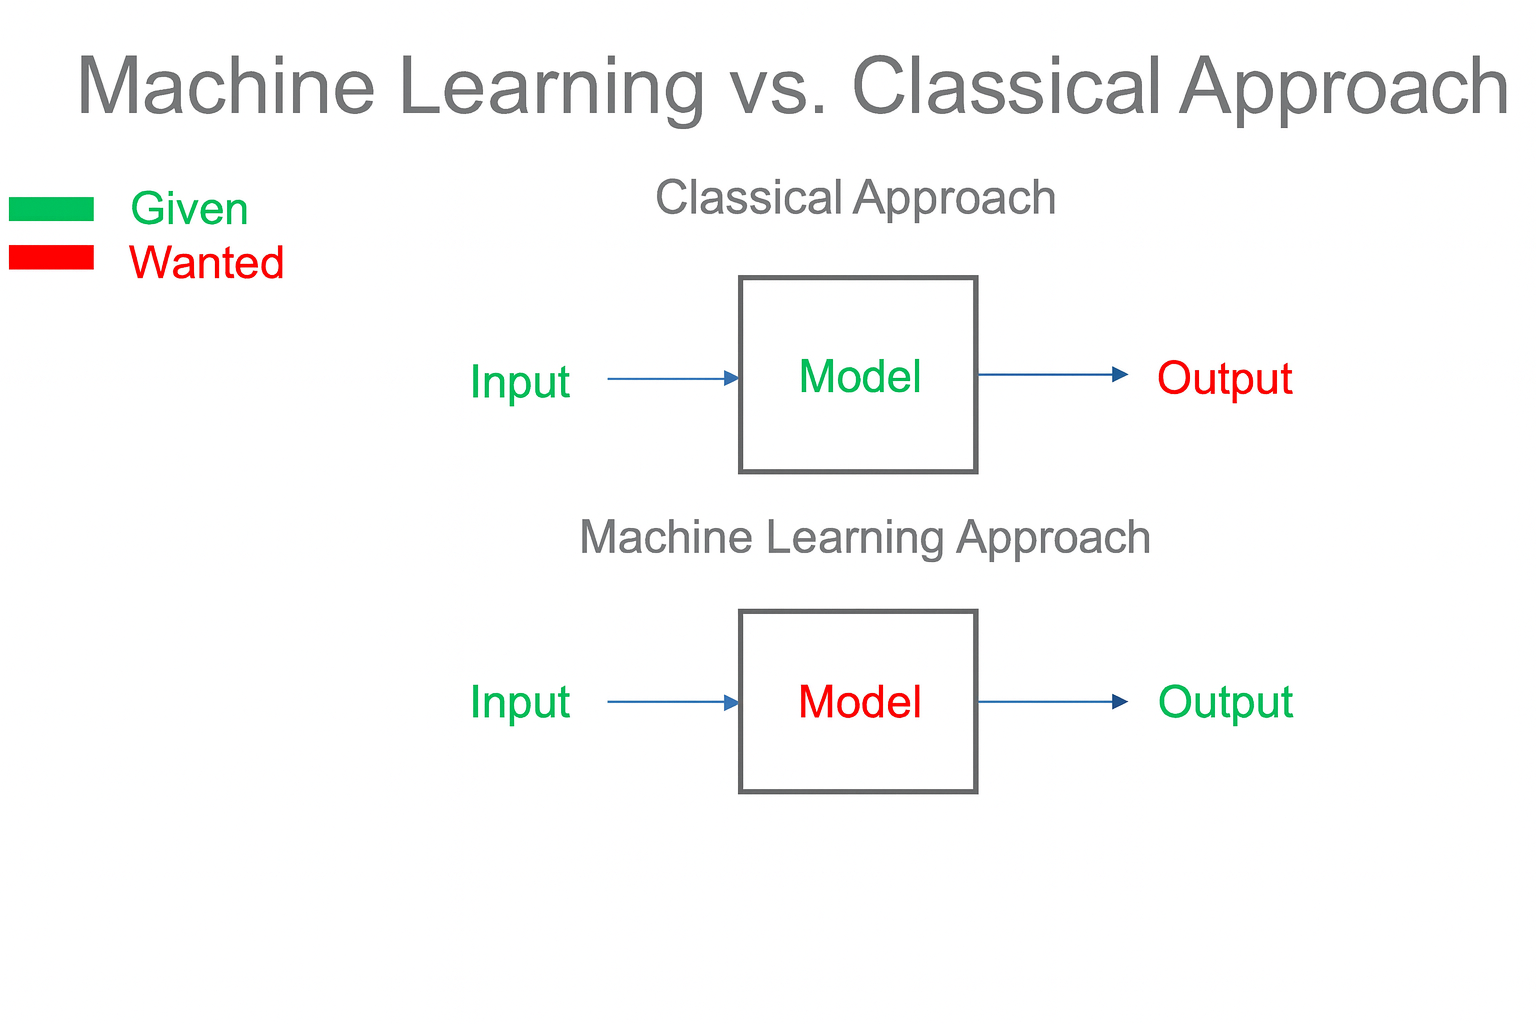 Machine Learning vs. Classical Approach
Given
Wanted
Classical Approach
Input
Model
Output
Machine Learning Approach
Input
Model
Output